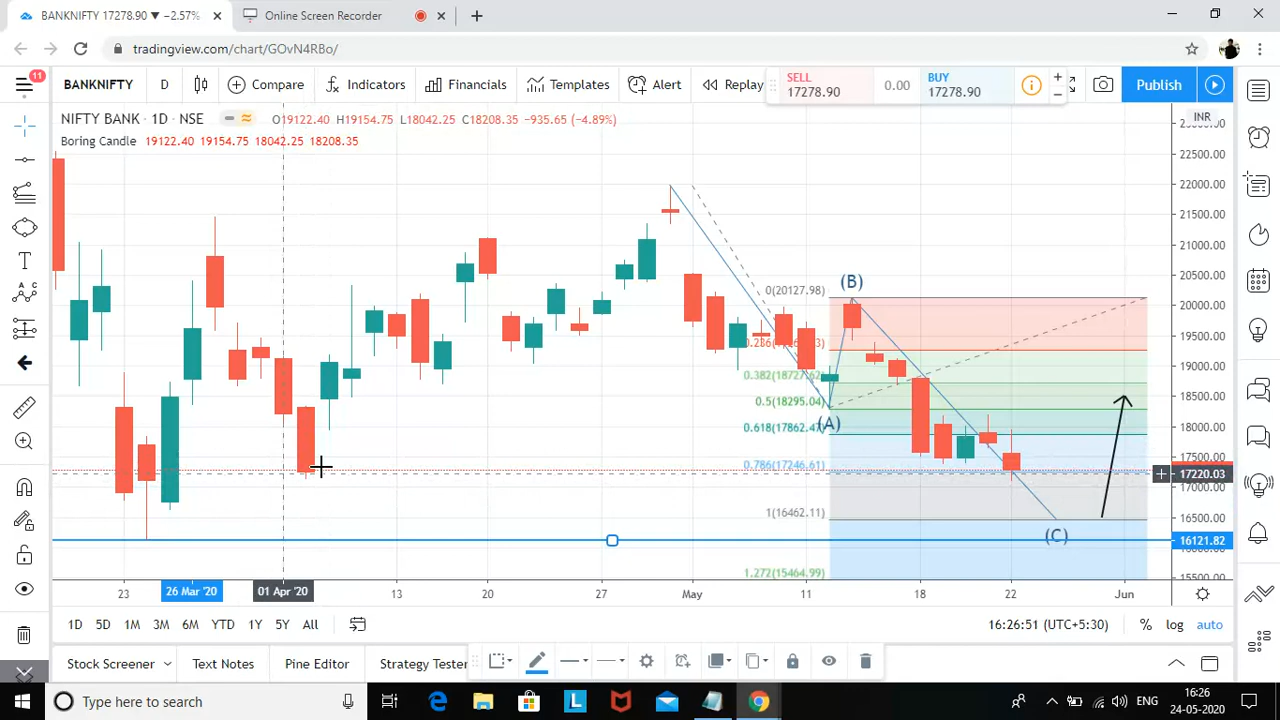 BANKNIFTY 17278.90 ▼ −2.57%
Online Screen Recorder
tradingview.com/chart/GOvN4RBo/
11
BANKNIFTY
D
Compare
Indicators
Financials
Templates
Alert
Replay
SELL
17278.90
0.00
BUY
17278.90
Publish
NIFTY BANK · 1D · NSE
O19122.40 H19154.75 L18042.25 C18208.35 −935.65 (−4.89%)
INR
Boring Candle 19122.40 19154.75 18042.25 18208.35
22500.00
22000.00
21500.00
21000.00
20500.00
20000.00
19500.00
19000.00
18500.00
18000.00
17500.00
17220.03
17000.00
16500.00
16121.82
15500.00
(B)
0(20127.98)
0.382(18727.62)
0.5(18295.04)
(A)
0.618(17862.47)
0.786(17246.61)
1(16462.11)
(C)
1.272(15464.99)
23
26 Mar '20
01 Apr '20
13
20
27
May
11
18
22
Jun
1D
5D
1M
3M
6M
YTD
1Y
5Y
All
16:26:51 (UTC+5:30)
%
log
auto
Stock Screener
Text Notes
Pine Editor
Strategy Tester
Type here to search
ENG
16:26
24-05-2020